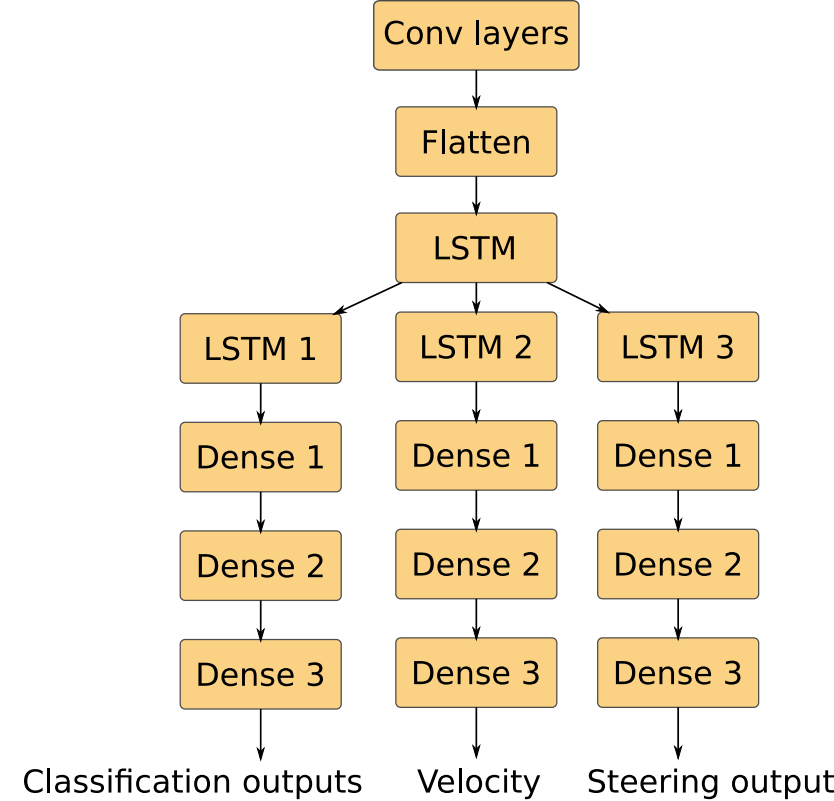 Conv layers
Flatten
LSTM
LSTM 1
LSTM 2
LSTM 3
Dense 1
Dense 1
Dense 1
Dense 2
Dense 2
Dense 2
Dense 3
Dense 3
Dense 3
Classification outputs
Velocity
Steering output